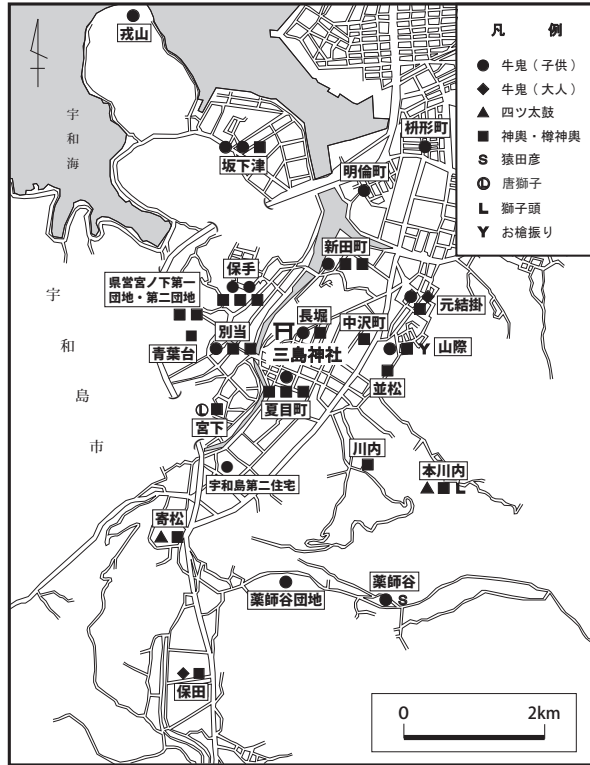 凡　例
● 牛鬼（子供）
◆ 牛鬼（大人）
▲ 四ツ太鼓
■ 神輿・樽神輿
S 猿田彦
Ⓛ 唐獅子
L 獅子頭
Y お槍振り
戎山
宇和海
枡形町
坂下津
明倫町
新田町
保手
県営宮ノ下第一
団地・第二団地
元結掛
長堀
中沢町
別当
宇和島市
青葉台
三島神社
山際
Y
並松
夏目町
Ⓛ
宮下
川内
本川内
L
宇和島第二住宅
寄松
薬師谷
薬師谷団地
S
保田
0
2km